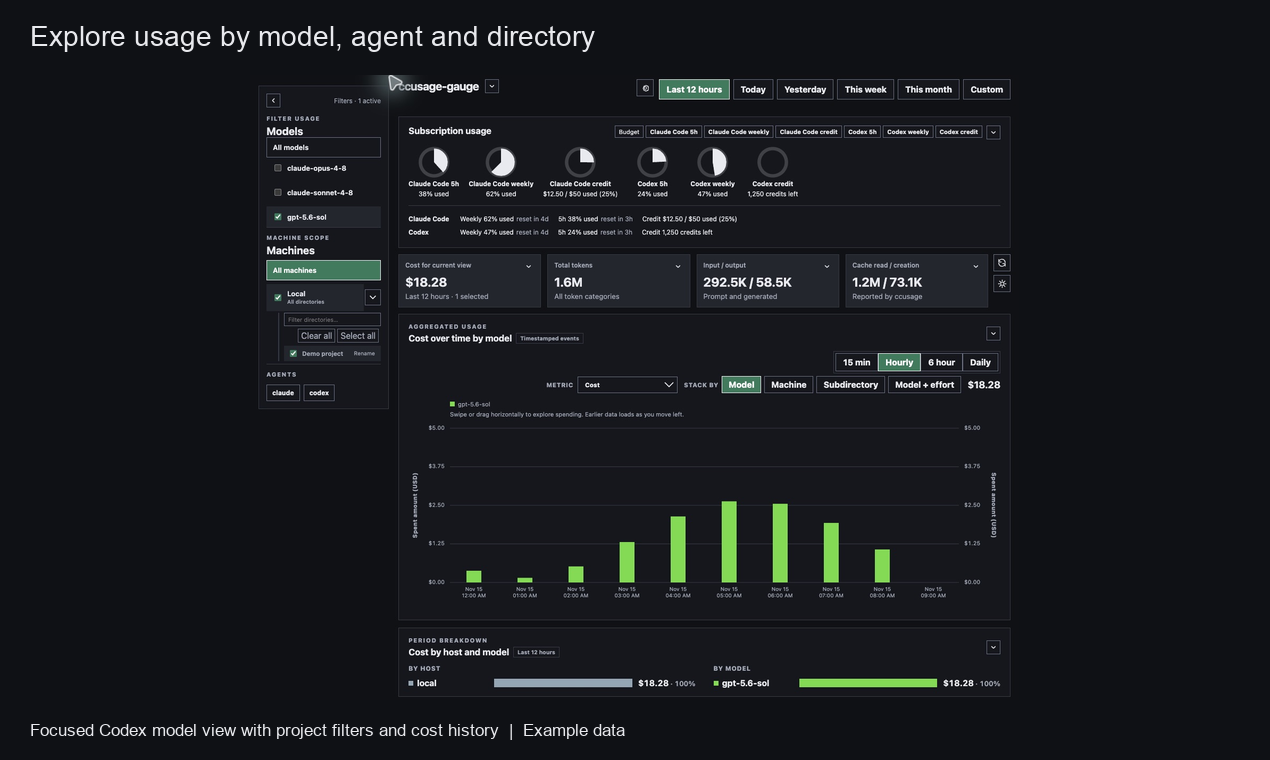 Explore usage by model, agent and directory
ccusage-gauge
Last 12 hours
Today
Yesterday
This week
This month
Custom
Filters · 1 active
FILTER USAGE
Models
All models
claude-opus-4-8
claude-sonnet-4-8
gpt-5.6-sol
MACHINE SCOPE
Machines
All machines
Local
All directories
Filter directories...
Clear all
Select all
Demo project
Rename
AGENTS
claude
codex
Subscription usage
Budget
Claude Code 5h
Claude Code weekly
Claude Code credit
Codex 5h
Codex weekly
Codex credit
Claude Code 5h
38% used
Claude Code weekly
62% used
Claude Code credit
$12.50 / $50 used (25%)
Codex 5h
24% used
Codex weekly
47% used
Codex credit
1,250 credits left
Claude Code Weekly 62% used reset in 4d 5h 38% used reset in 3h Credit $12.50 / $50 used (25%)
Codex Weekly 47% used reset in 4d 5h 24% used reset in 3h Credit 1,250 credits left
Cost for current view
$18.28
Last 12 hours · 1 selected
Total tokens
1.6M
All token categories
Input / output
292.5K / 58.5K
Prompt and generated
Cache read / creation
1.2M / 73.1K
Reported by ccusage
AGGREGATED USAGE
Cost over time by model
Timestamped events
15 min
Hourly
6 hour
Daily
METRIC
Cost
STACK BY
Model
Machine
Subdirectory
Model + effort
$18.28
gpt-5.6-sol
Swipe or drag horizontally to explore spending. Earlier data loads as you move left.
Spent amount (USD)
$5.00
$3.75
$2.50
$1.25
$0.00
$5.00
$3.75
$2.50
$1.25
$0.00
Spent amount (USD)
Nov 15
12:00 AM
Nov 15
01:00 AM
Nov 15
02:00 AM
Nov 15
03:00 AM
Nov 15
04:00 AM
Nov 15
05:00 AM
Nov 15
06:00 AM
Nov 15
07:00 AM
Nov 15
08:00 AM
Nov 15
09:00 AM
PERIOD BREAKDOWN
Cost by host and model
Last 12 hours
BY HOST
local
$18.28 · 100%
BY MODEL
gpt-5.6-sol
$18.28 · 100%
Focused Codex model view with project filters and cost history | Example data